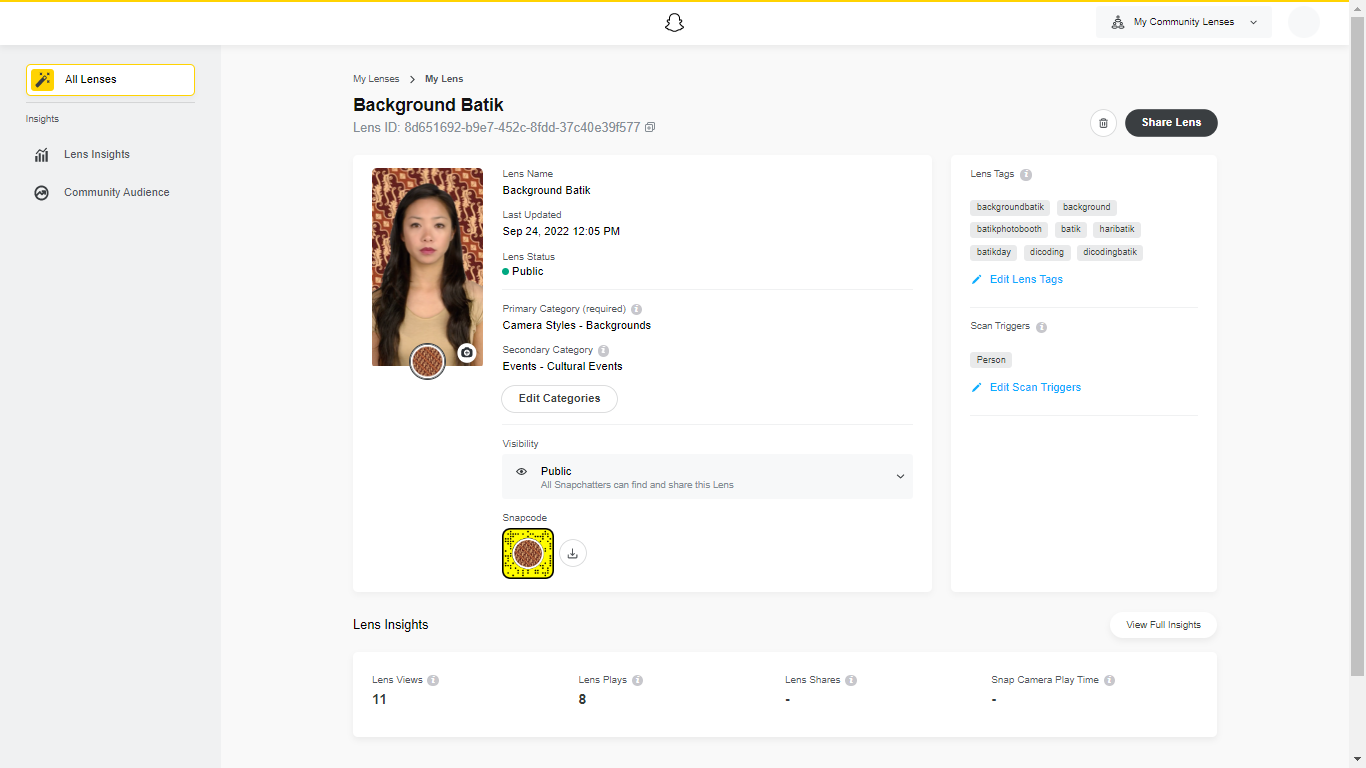 My Community Lenses
All Lenses
Insights
Lens Insights
Community Audience
My Lenses > My Lens
Background Batik
Lens ID: 8d651692-b9e7-452c-8fdd-37c40e39f577
Share Lens
Lens Name
Background Batik
Last Updated
Sep 24, 2022 12:05 PM
Lens Status
Public
Primary Category (required)
Camera Styles - Backgrounds
Secondary Category
Events - Cultural Events
Edit Categories
Visibility
Public
All Snapchatters can find and share this Lens
Snapcode
Lens Tags
backgroundbatik background
batikphotobooth batik haribatik
batikday dicoding dicodingbatik
Edit Lens Tags
Scan Triggers
Person
Edit Scan Triggers
Lens Insights
View Full Insights
Lens Views Lens Plays Lens Shares Snap Camera Play Time
11 8 - -